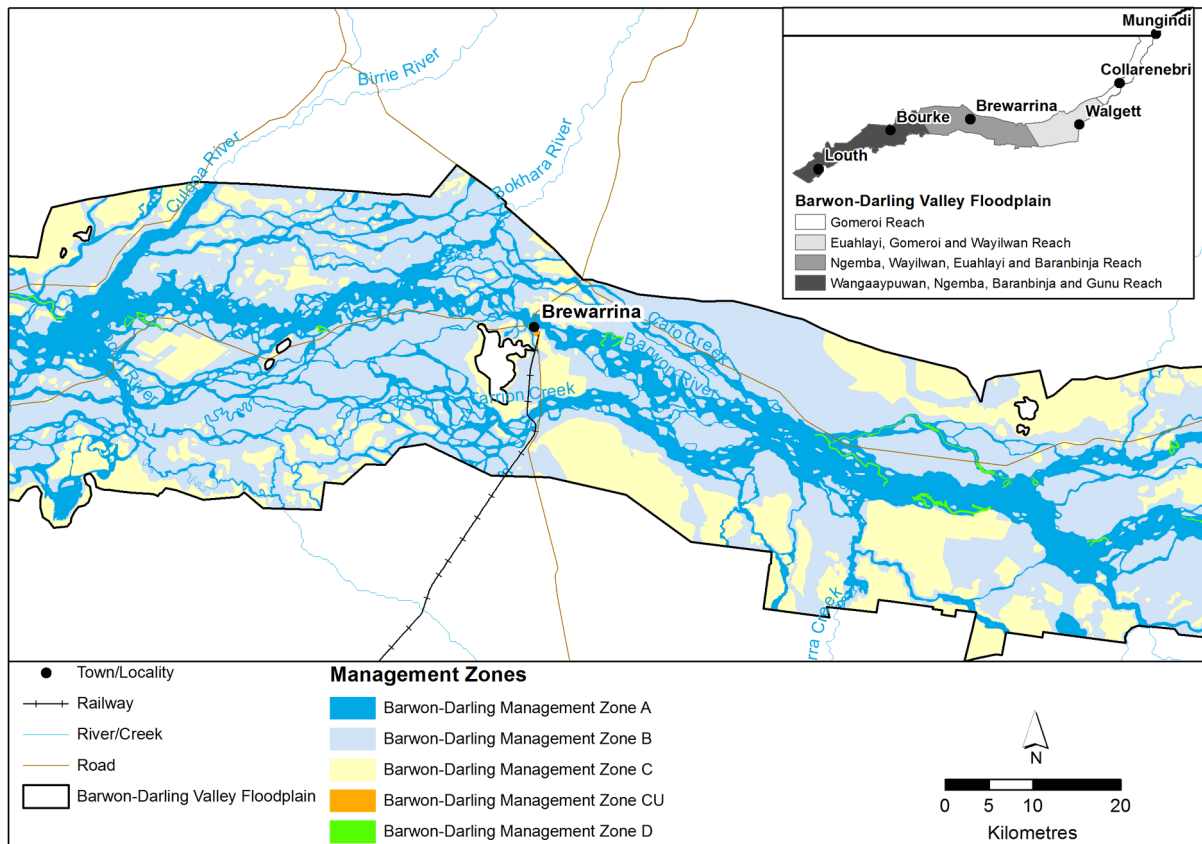 Mungindi
Collarenebri
Brewarrina
Walgett
Bourke
Louth
Barwon-Darling Valley Floodplain
Gomeroi Reach
Euahlayi, Gomeroi and Wayilwan Reach
Ngemba, Wayilwan, Euahlayi and Baranbinja Reach
Wangaaypuwan, Ngemba, Baranbinja and Gunu Reach
Birrie River
Culgoa River
Bokhara River
Brewarrina
Cato Creek
Barwon River
Tarrion Creek
River
rra Creek
Town/Locality
Railway
River/Creek
Road
Barwon-Darling Valley Floodplain
Management Zones
Barwon-Darling Management Zone A
Barwon-Darling Management Zone B
Barwon-Darling Management Zone C
Barwon-Darling Management Zone CU
Barwon-Darling Management Zone D
N
0 5 10 20
Kilometres